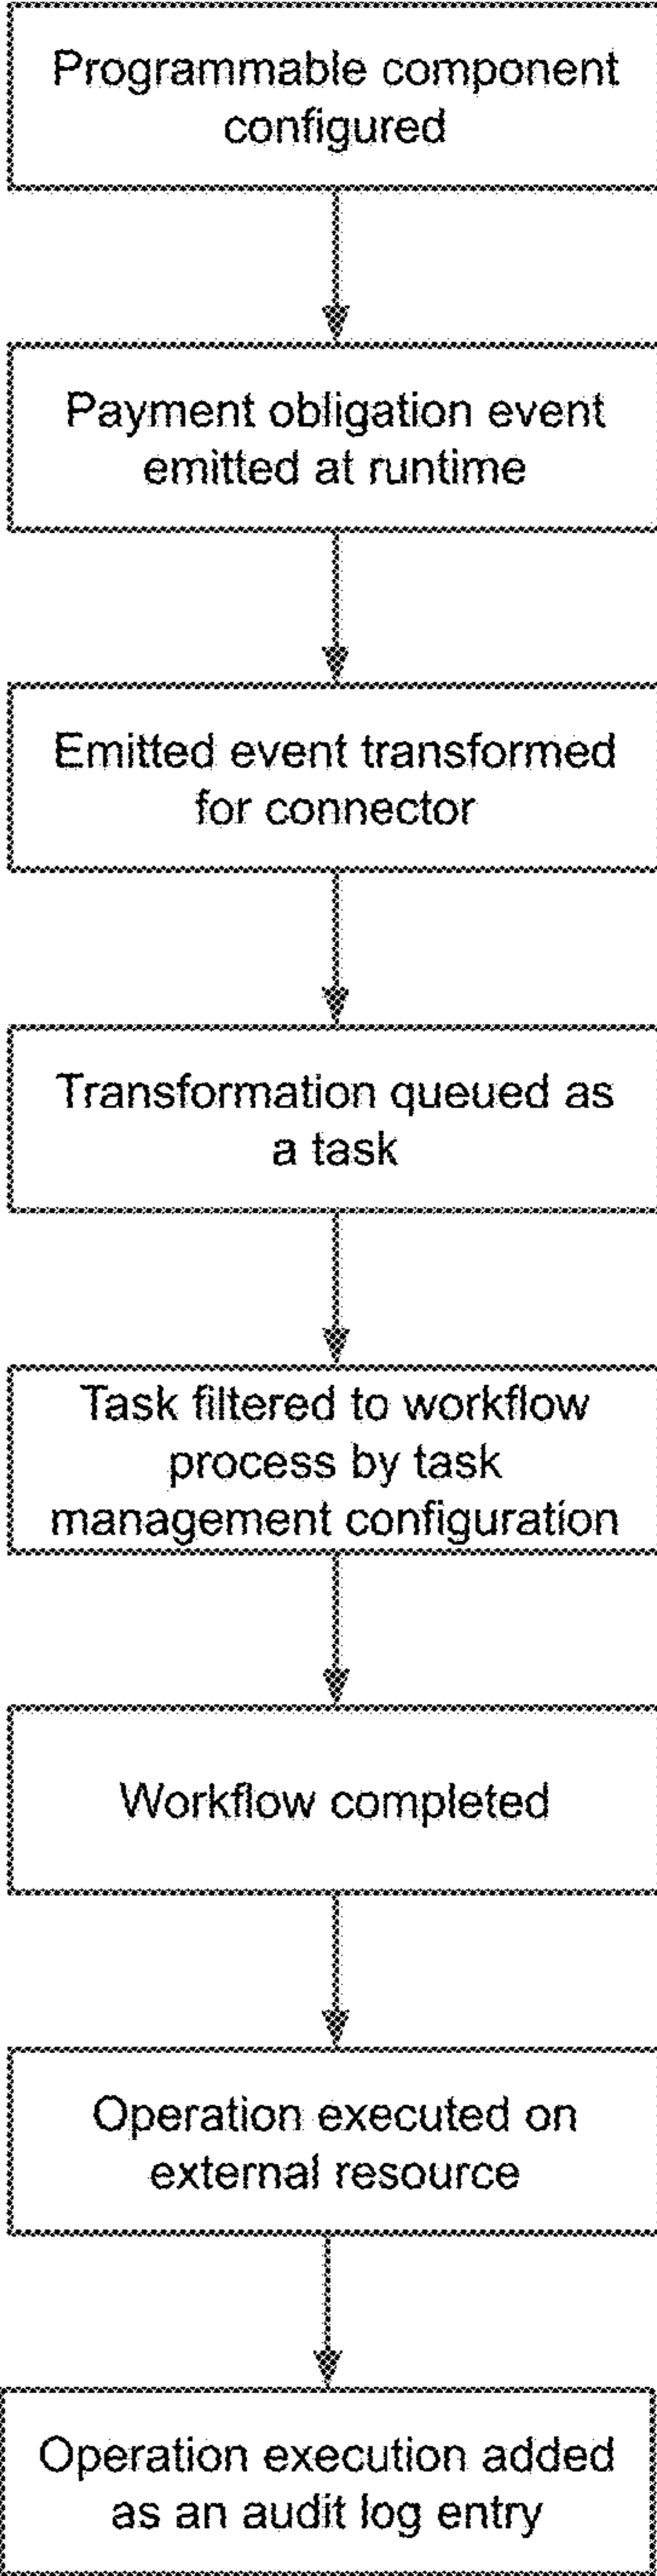 Programmable component
configured
Payment obligation event
emitted at runtime
Emitted event transformed
for connector
Transformation queued as
a task
Task filtered to workflow
process by task
management configuration
Workflow completed
Operation executed on
external resource
Operation execution added
as an audit log entry